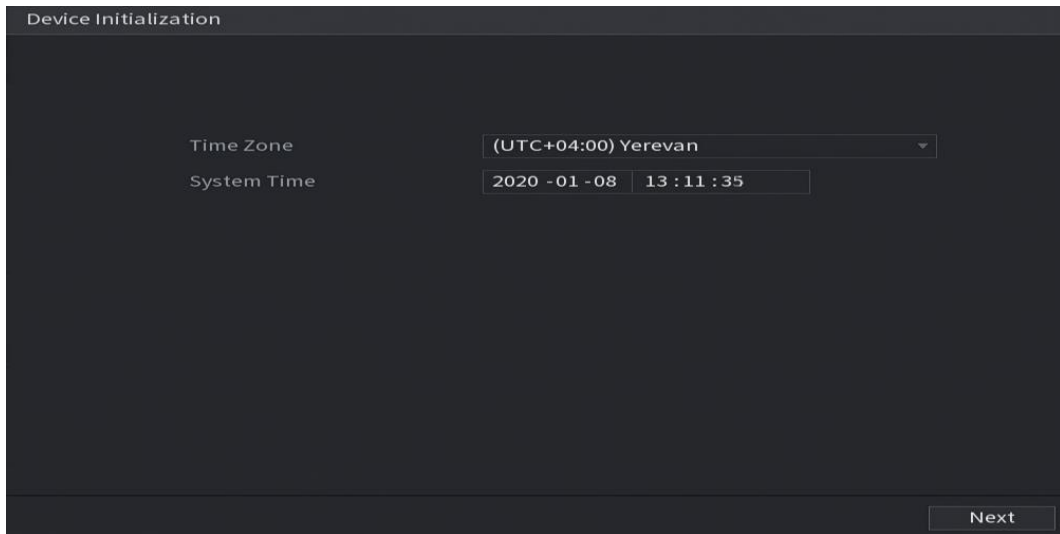 Device Initialization
Time Zone (UTC+04:00) Yerevan
System Time 2020 -01 -08 13 : 11 : 35
Next